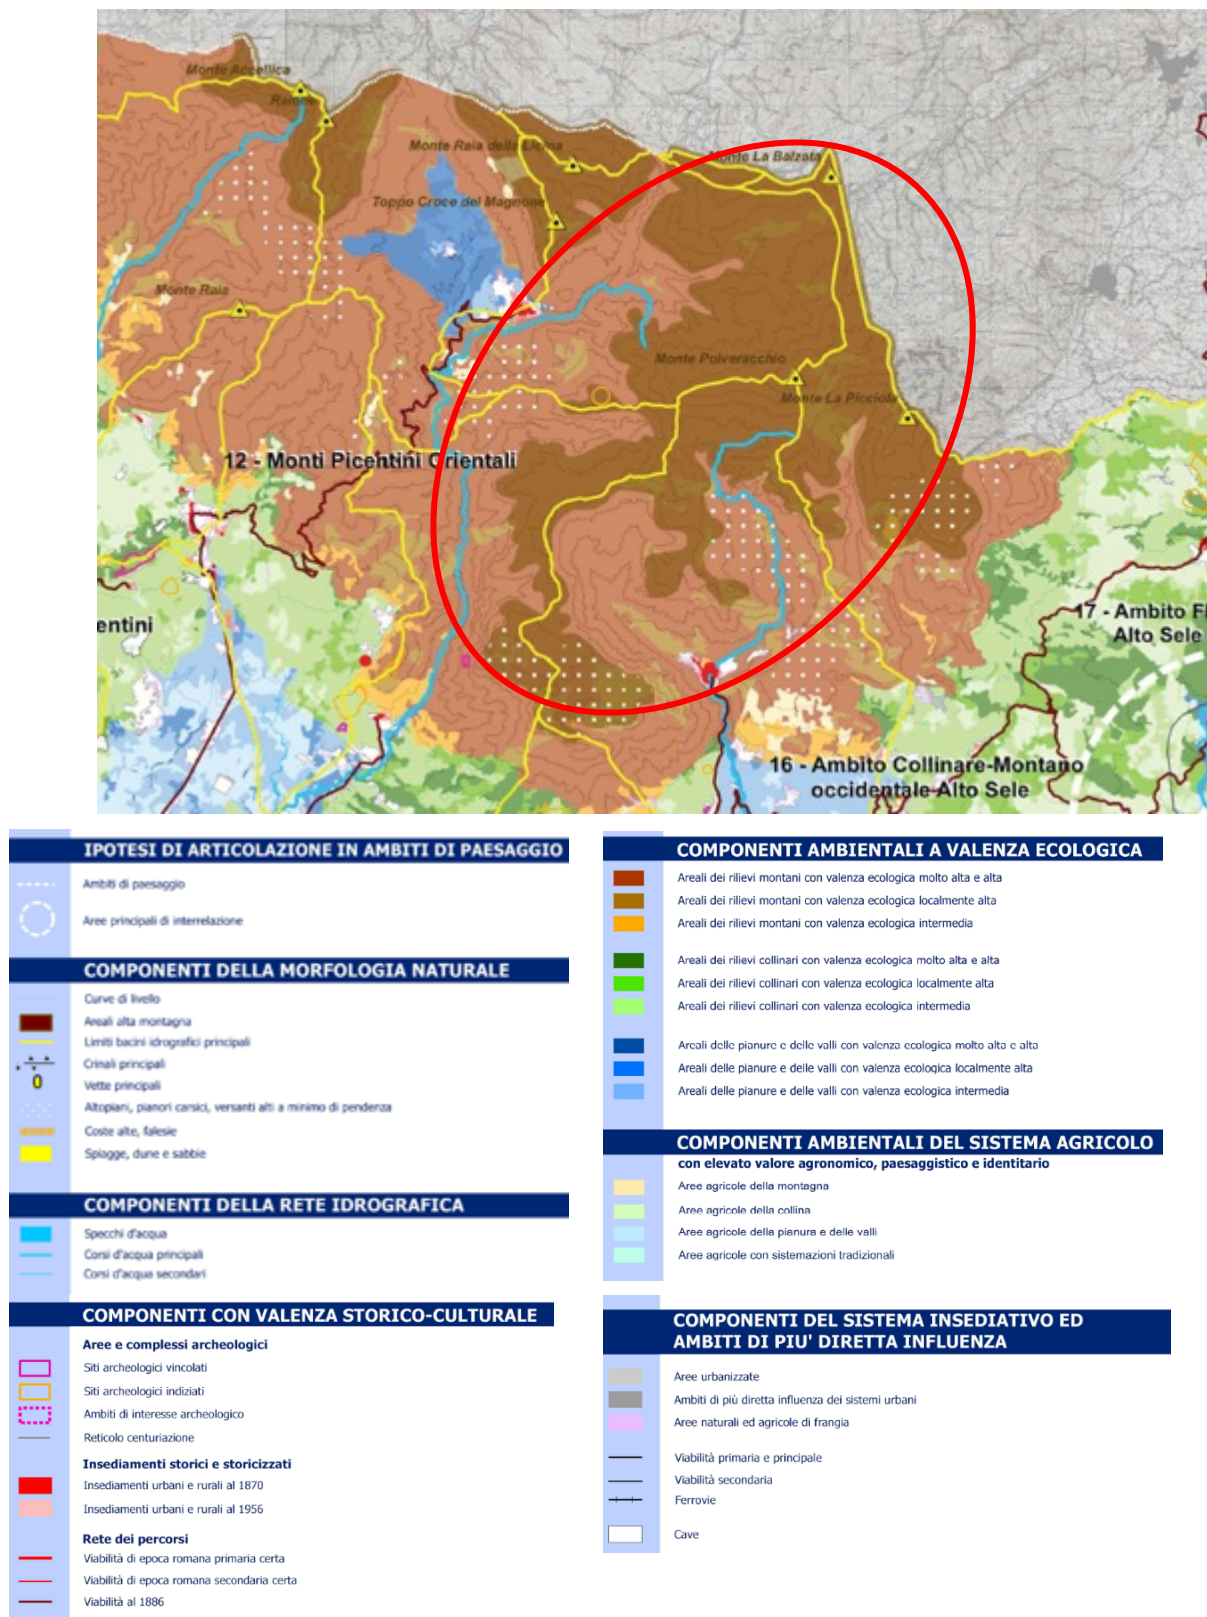 Monte Accellica
Raione
Monte Raia della Licina
Monte La Balzata
Toppo Croce del Magnone
Monte Raia
Monte Polveracchio
Monte La Picciola
12 - Monti Picentini Orientali
entini
17 - Ambito F
Alto Sele
16 - Ambito Collinare-Montano
occidentale Alto Sele
IPOTESI DI ARTICOLAZIONE IN AMBITI DI PAESAGGIO
Ambiti di paesaggio
Aree principali di interrelazione
COMPONENTI DELLA MORFOLOGIA NATURALE
Curve di livello
Areali alta montagna
Limiti bacini idrografici principali
Crinali principali
Vette principali
Altopiani, pianori carsici, versanti alti a minimo di pendenza
Coste alte, falesie
Spiagge, dune e sabbie
COMPONENTI DELLA RETE IDROGRAFICA
Specchi d'acqua
Corsi d'acqua principali
Corsi d'acqua secondari
COMPONENTI CON VALENZA STORICO-CULTURALE
Aree e complessi archeologici
Siti archeologici vincolati
Siti archeologici indiziati
Ambiti di interesse archeologico
Reticolo centuriazione
Insediamenti storici e storicizzati
Insediamenti urbani e rurali al 1870
Insediamenti urbani e rurali al 1956
Rete dei percorsi
Viabilità di epoca romana primaria certa
Viabilità di epoca romana secondaria certa
Viabilità al 1886
COMPONENTI AMBIENTALI A VALENZA ECOLOGICA
Areali dei rilievi montani con valenza ecologica molto alta e alta
Areali dei rilievi montani con valenza ecologica localmente alta
Areali dei rilievi montani con valenza ecologica intermedia
Areali dei rilievi collinari con valenza ecologica molto alta e alta
Areali dei rilievi collinari con valenza ecologica localmente alta
Areali dei rilievi collinari con valenza ecologica intermedia
Areali delle pianure e delle valli con valenza ecologica molto alta e alta
Areali delle pianure e delle valli con valenza ecologica localmente alta
Areali delle pianure e delle valli con valenza ecologica intermedia
COMPONENTI AMBIENTALI DEL SISTEMA AGRICOLO
con elevato valore agronomico, paesaggistico e identitario
Aree agricole della montagna
Aree agricole della collina
Aree agricole della pianura e delle valli
Aree agricole con sistemazioni tradizionali
COMPONENTI DEL SISTEMA INSEDIATIVO ED
AMBITI DI PIU' DIRETTA INFLUENZA
Aree urbanizzate
Ambiti di più diretta influenza dei sistemi urbani
Aree naturali ed agricole di frangia
Viabilità primaria e principale
Viabilità secondaria
Ferrovie
Cave